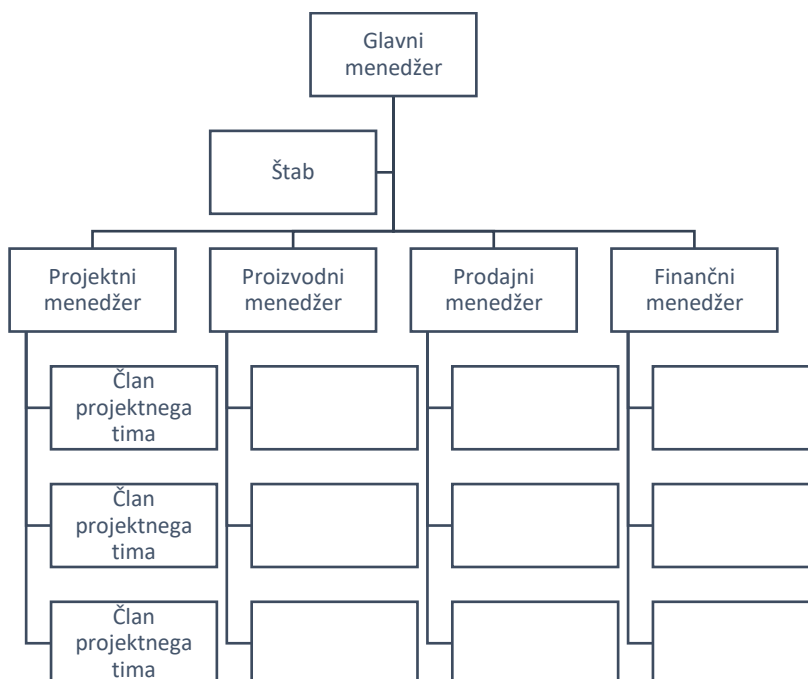 Glavni
menedžer
Štab
Projektni
menedžer
Proizvodni
menedžer
Prodajni
menedžer
Finančni
menedžer
Član
projektnega
tima
Član
projektnega
tima
Član
projektnega
tima